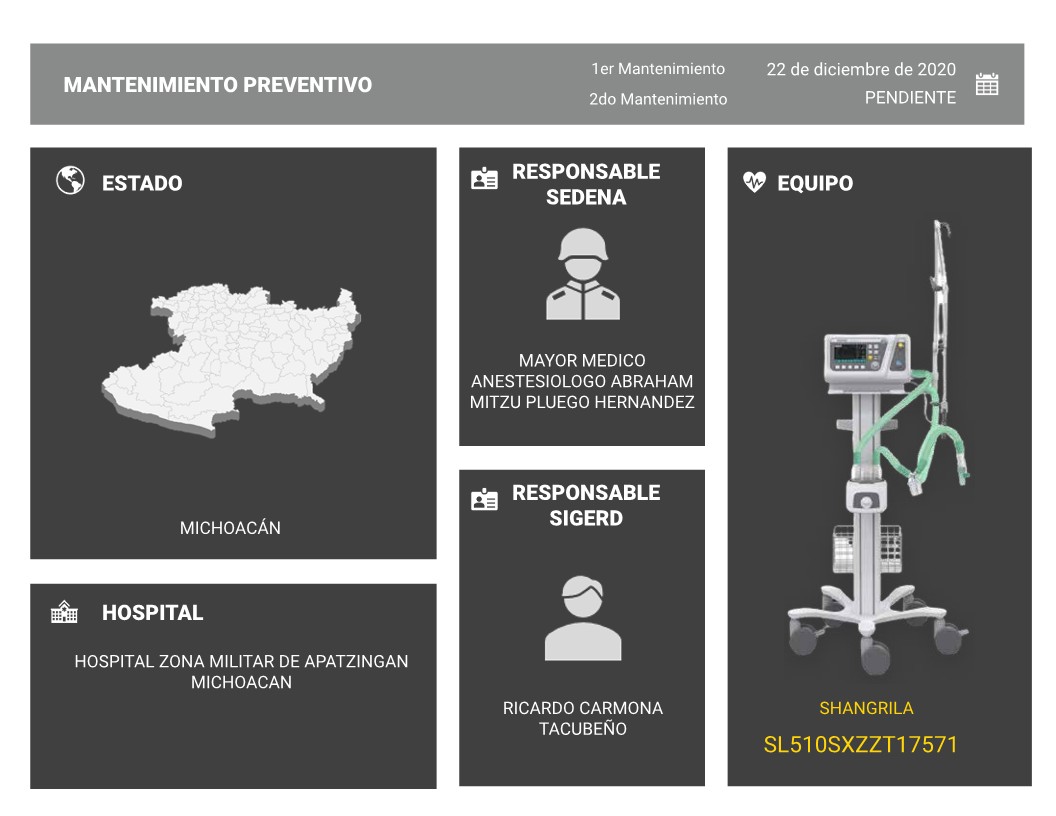 MANTENIMIENTO PREVENTIVO
1er Mantenimiento
22 de diciembre de 2020
2do Mantenimiento
PENDIENTE
ESTADO
MICHOACÁN
HOSPITAL
HOSPITAL ZONA MILITAR DE APATZINGAN
MICHOACAN
RESPONSABLE
SEDENA
MAYOR MEDICO
ANESTESIOLOGO ABRAHAM
MITZU PLUEGO HERNANDEZ
RESPONSABLE
SIGERD
RICARDO CARMONA
TACUBEÑO
EQUIPO
SHANGRILA
SL510SXZZT17571